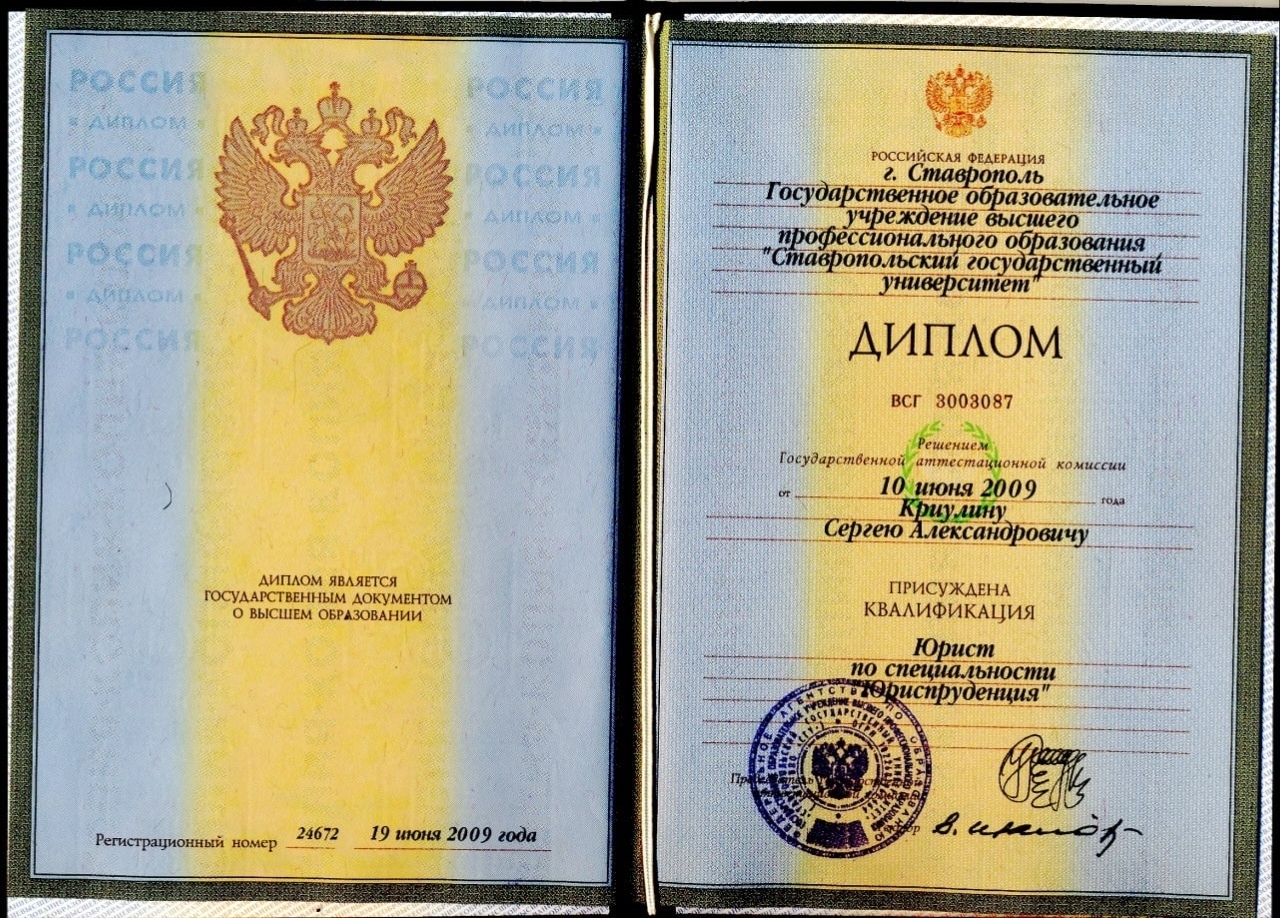 РОССИЯ РОССИЯ
ДИПЛОМ ДИПЛОМ
РОССИЯ РОССИЯ
ДИПЛОМ ДИПЛОМ
РОССИЯ РОССИЯ
ДИПЛОМ ДИПЛОМ
РОССИЯ РОССИЯ
ДИПЛОМ ЯВЛЯЕТСЯ
ГОСУДАРСТВЕННЫМ ДОКУМЕНТОМ
О ВЫСШЕМ ОБРАЗОВАНИИ
Регистрационный номер 24672 19 июня 2009 года
РОССИЙСКАЯ ФЕДЕРАЦИЯ
г. Ставрополь
Государственное образовательное
учреждение высшего
профессионального образования
"Ставропольский государственный
университет"
ДИПЛОМ
ВСГ 3003087
Решением
Государственной аттестационной комиссии
от 10 июня 2009 года
Криулину
Сергею Александровичу
ПРИСУЖДЕНА
КВАЛИФИКАЦИЯ
Юрист
по специальности
"Юриспруденция"